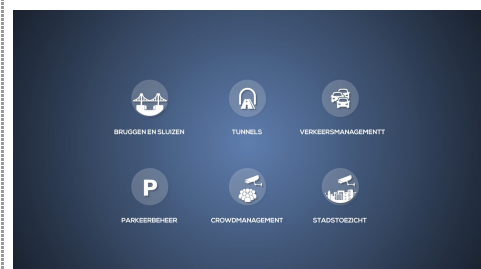 BRUGGEN EN SLUIZEN
TUNNELS
VERKEERSMANAGEMENTT
P
PARKEERBEHEER
CROWDMANAGEMENT
STADSTOEZICHT